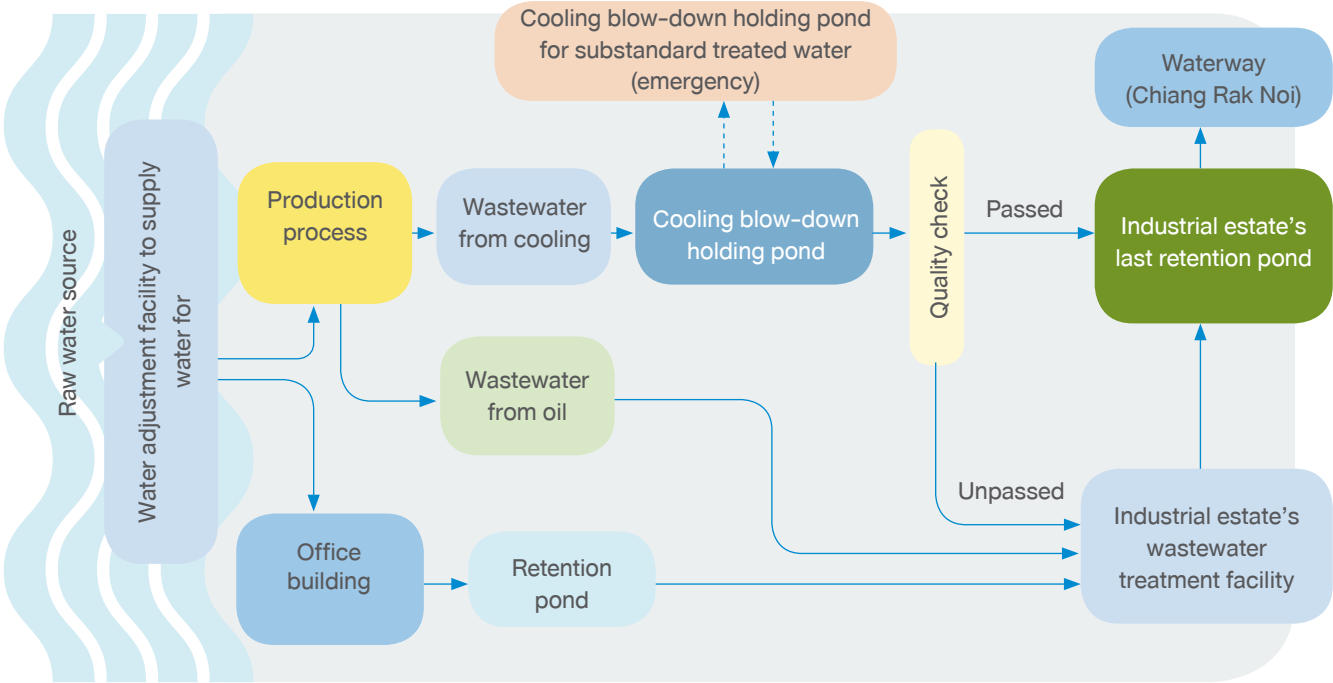 Raw water source
Water adjustment facility to supply
water for
Cooling blow-down holding pond
for substandard treated water
(emergency)
Production
process
Wastewater
from cooling
Cooling blow-down
holding pond
Quality check
Passed
Unpassed
Waterway
(Chiang Rak Noi)
Industrial estate's
last retention pond
Wastewater
from oil
Office
building
Retention
pond
Industrial estate's
wastewater
treatment facility